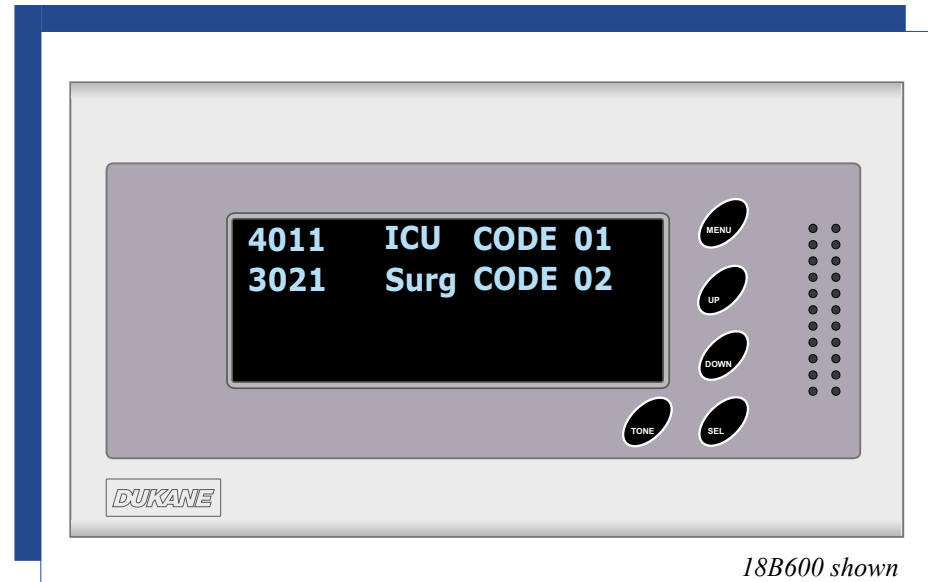 4011 ICU CODE 01
3021 Surg CODE 02
MENU
UP
DOWN
TONE
SEL
DUKANE
18B600 shown